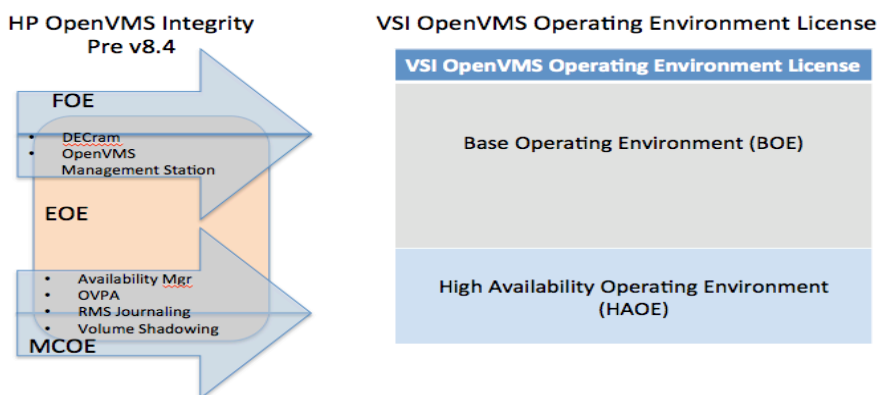 HP OpenVMS Integrity
Pre v8.4
FOE
• DECram
• OpenVMS
Management Station
EOE
• Availability Mgr
• OVPA
• RMS Journaling
• Volume Shadowing
MCOE
VSI OpenVMS Operating Environment License
VSI OpenVMS Operating Environment License
Base Operating Environment (BOE)
High Availability Operating Environment
(HAOE)